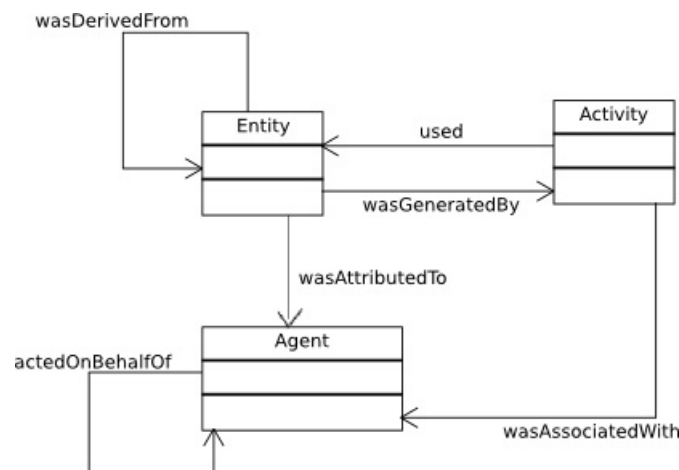 wasDerivedFrom
Entity
Activity
used
wasGeneratedBy
wasAttributedTo
Agent
actedOnBehalfOf
wasAssociatedWith